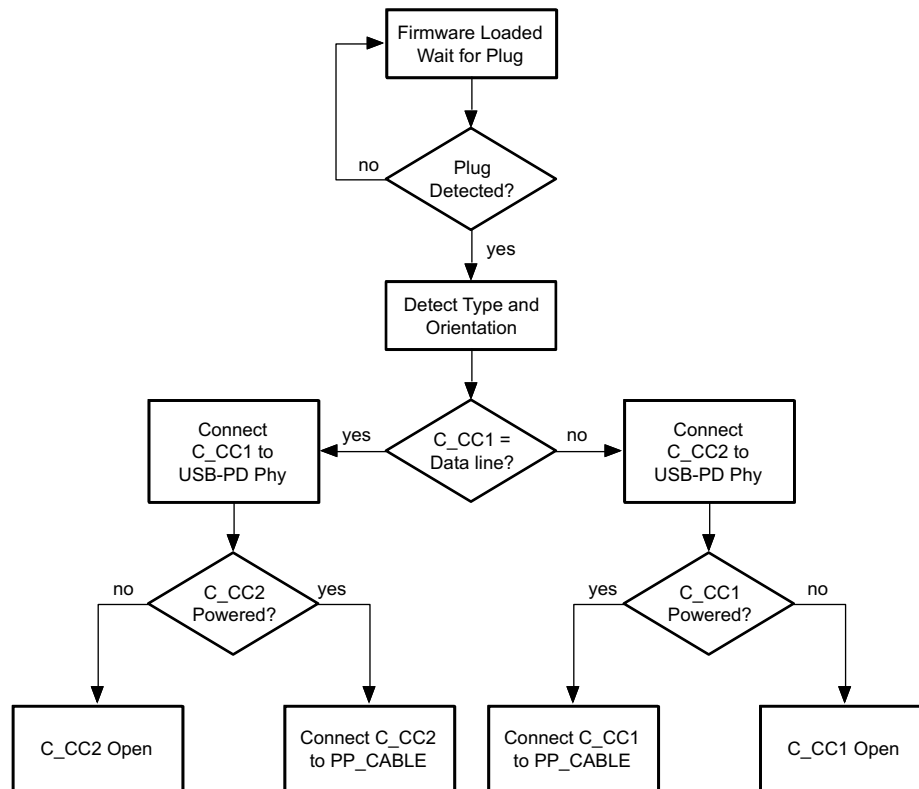 Firmware Loaded
Wait for Plug
no
Plug
Detected?
yes
Detect Type and
Orientation
Connect
C_CC1 to
USB-PD Phy
yes
C_CC1 =
Data line?
no
Connect
C_CC2 to
USB-PD Phy
no
C_CC2
Powered?
yes
yes
C_CC1
Powered?
no
C_CC2 Open
Connect C_CC2
to PP_CABLE
Connect C_CC1
to PP_CABLE
C_CC1 Open